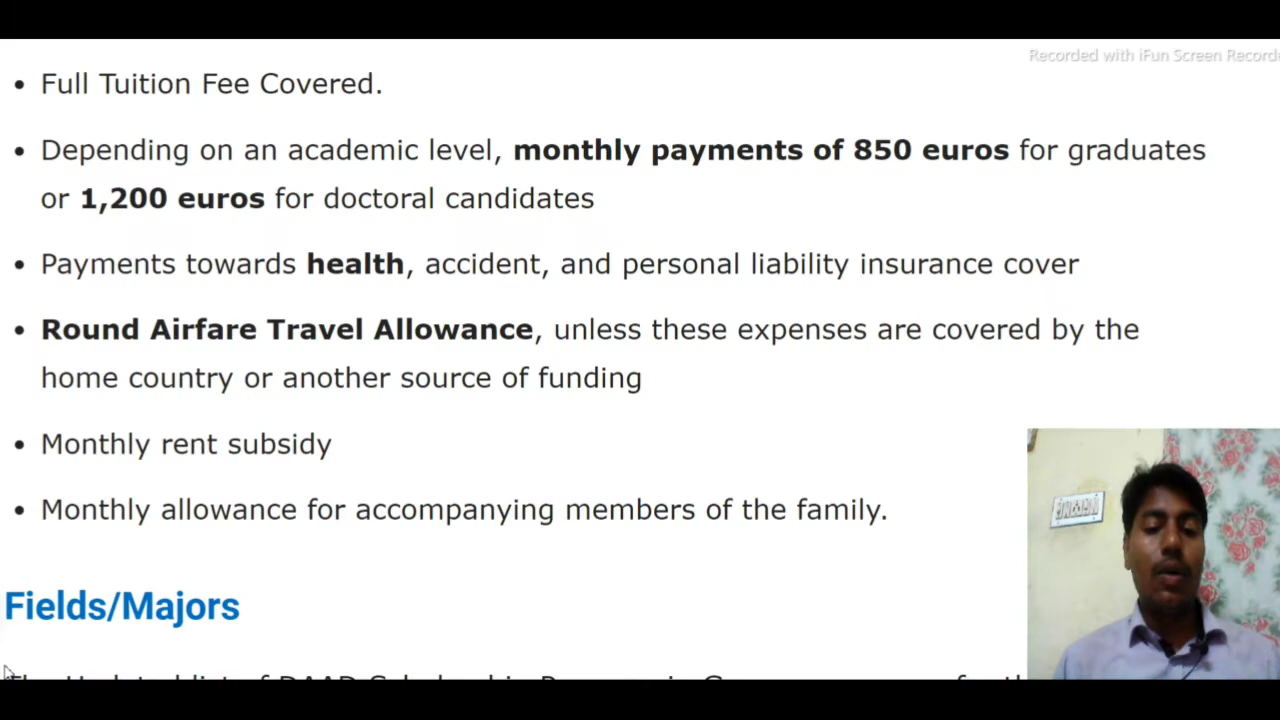 Recorded with iFun Screen Recorde
• Full Tuition Fee Covered.
• Depending on an academic level, monthly payments of 850 euros for graduates
or 1,200 euros for doctoral candidates
• Payments towards health, accident, and personal liability insurance cover
• Round Airfare Travel Allowance, unless these expenses are covered by the
home country or another source of funding
• Monthly rent subsidy
• Monthly allowance for accompanying members of the family.
Fields/Majors